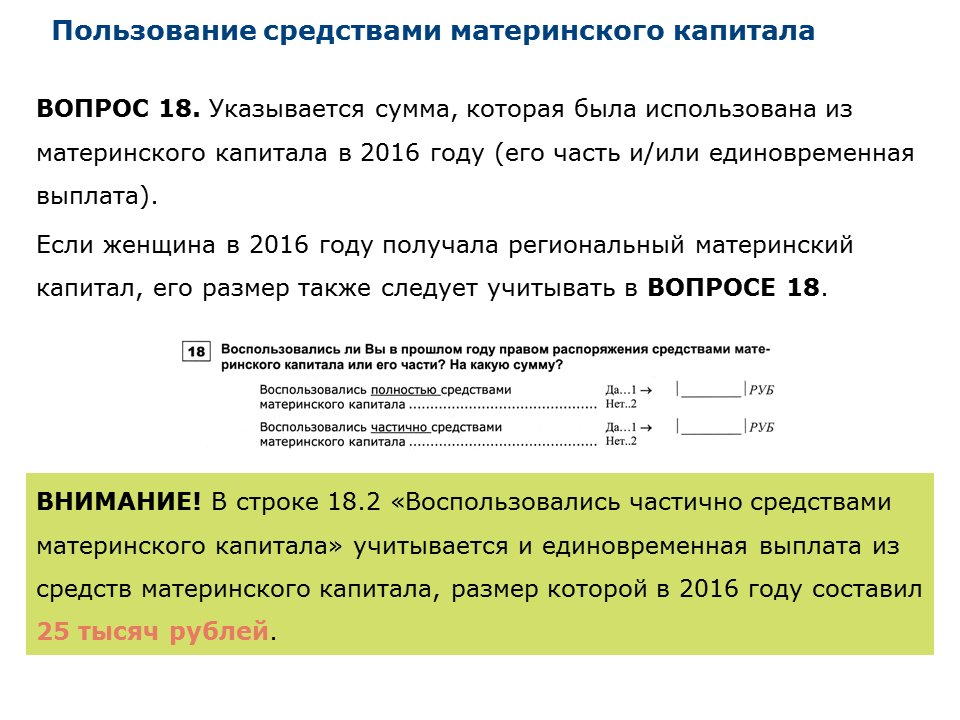 Пользование средствами материнского капитала
ВОПРОС 18. Указывается сумма, которая была использована из
материнского капитала в 2016 году (его часть и/или единовременная
выплата).
Если женщина в 2016 году получала региональный материнский
капитал, его размер также следует учитывать в ВОПРОСЕ 18.
18 Воспользовались ли Вы в прошлом году правом распоряжения средствами мате-
ринского капитала или его части? На какую сумму?
Воспользовались полностью средствами Да…1 → |________| РУБ
материнского капитала ........................................... Нет..2
Воспользовались частично средствами Да…1 → |________| РУБ
материнского капитала ........................................... Нет..2
ВНИМАНИЕ! В строке 18.2 «Воспользовались частично средствами
материнского капитала» учитывается и единовременная выплата из
средств материнского капитала, размер которой в 2016 году составил
25 тысяч рублей.